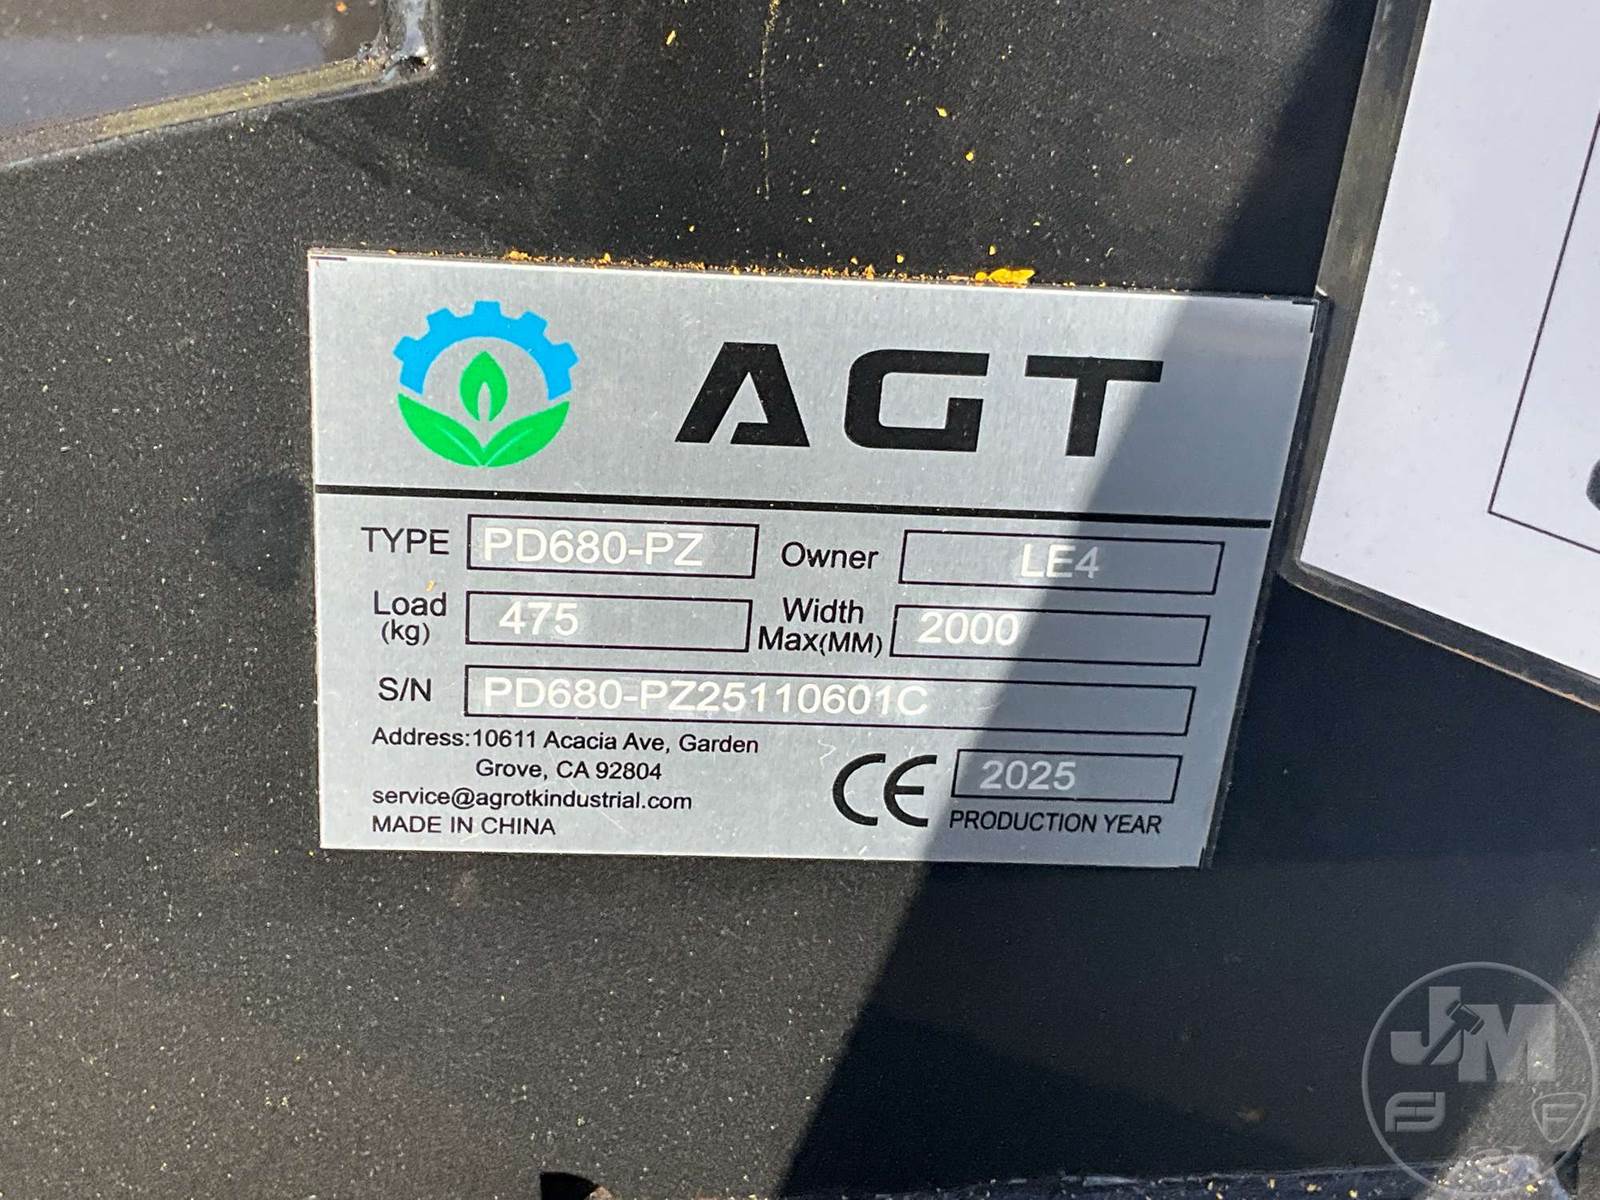 AGT
TYPE PD680-PZ Owner LE4
Load (kg) 475 Width Max(MM) 2000
S/N PD680-PZ25110601C
Address:10611 Acacia Ave, Garden
Grove, CA 92804
service@agrotkindustrial.com
MADE IN CHINA
CE 2025
PRODUCTION YEAR
JM